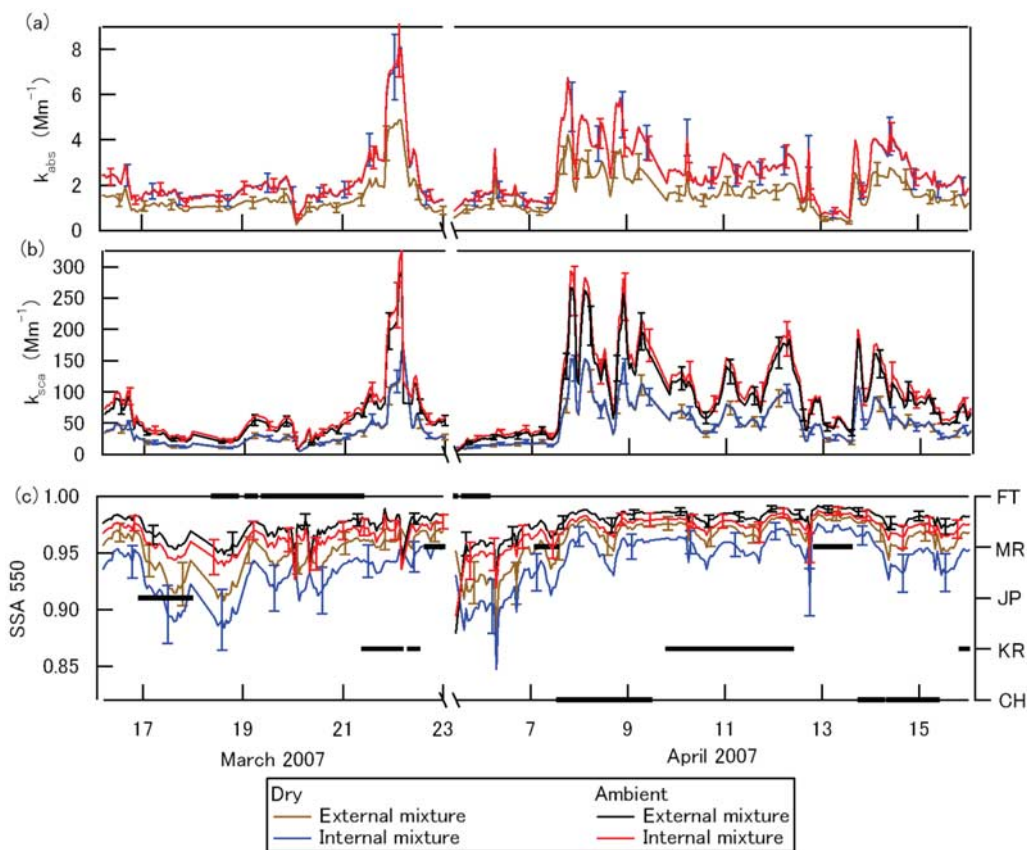 (a)
8
6
4
2
0
k_abs (Mm⁻¹)
(b)
300
250
200
150
100
50
0
k_sca (Mm⁻¹)
(c)
1.00
0.95
0.90
0.85
SSA 550
FT
MR
JP
KR
CH
17 19 21 23 7 9 11 13 15
March 2007 April 2007
Dry Ambient
External mixture External mixture
Internal mixture Internal mixture